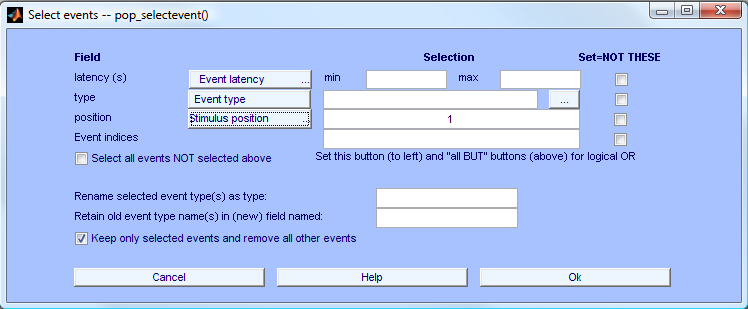 Select events -- pop_selectevent()
Field Selection Set=NOT THESE
latency (s) Event latency ... min max
type Event type ...
position Stimulus position ... 1
Event indices
Select all events NOT selected above Set this button (to left) and "all BUT" buttons (above) for logical OR
Rename selected event type(s) as type:
Retain old event type name(s) in (new) field named:
Keep only selected events and remove all other events
Cancel Help Ok